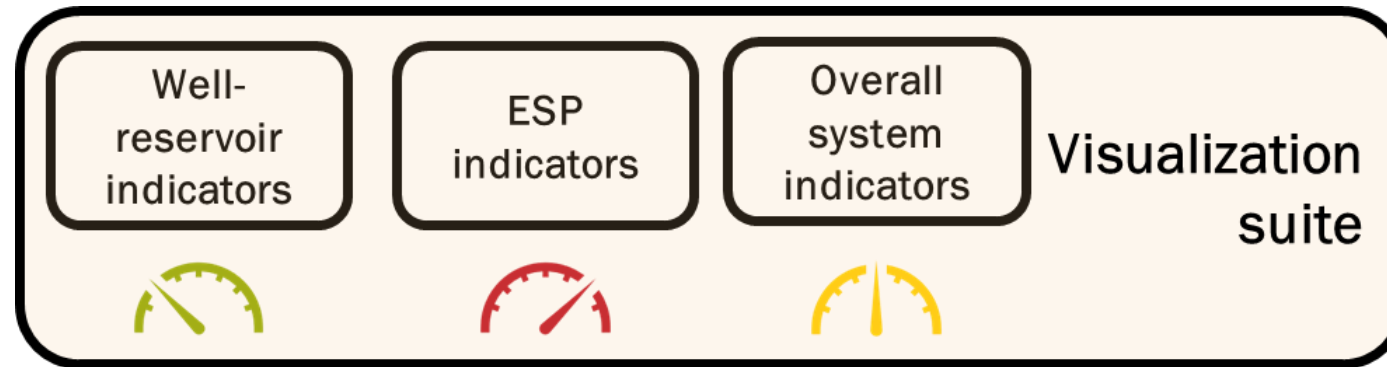 Well-
reservoir
indicators
ESP
indicators
Overall
system
indicators
Visualization
suite